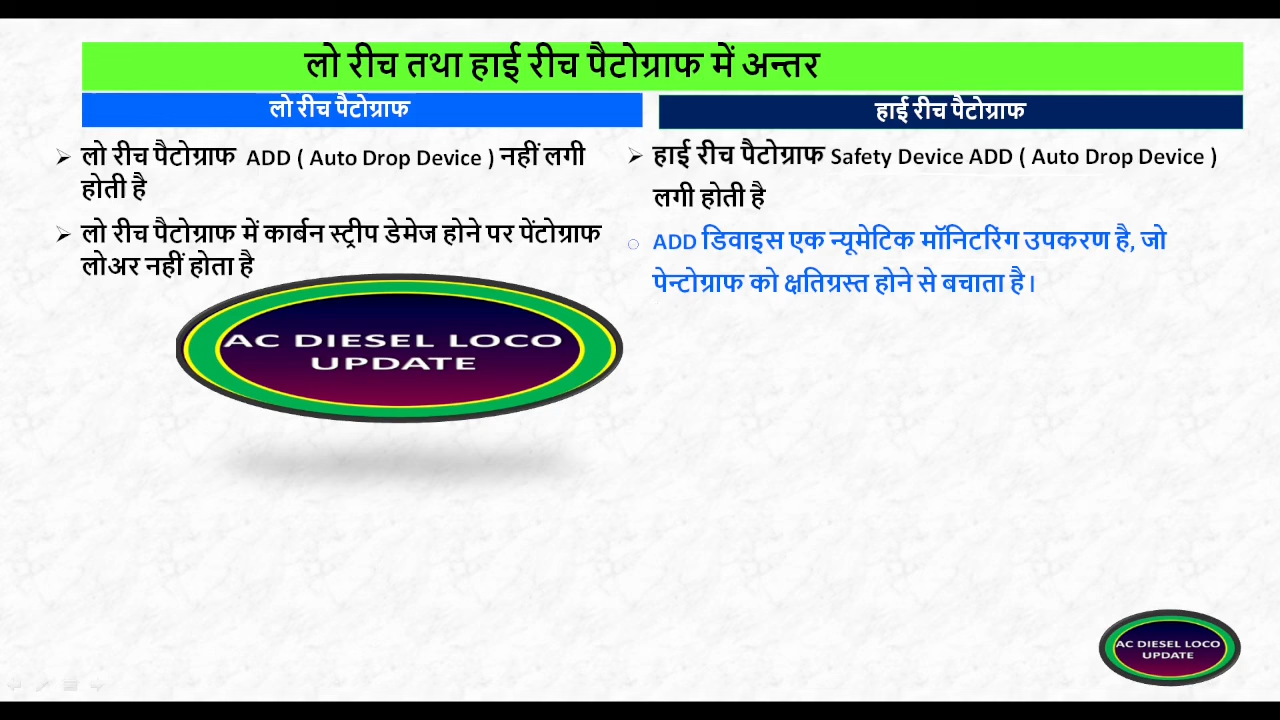 लो रीच तथा हाई रीच पैटोग्राफ में अन्तर
लो रीच पैटोग्राफ
हाई रीच पैटोग्राफ
लो रीच पैटोग्राफ ADD ( Auto Drop Device ) नहीं लगी
होती है
लो रीच पैटोग्राफ में कार्बन स्ट्रीप डेमेज होने पर पेंटोग्राफ
लोअर नहीं होता है
हाई रीच पैटोग्राफ Safety Device ADD ( Auto Drop Device )
लगी होती है
ADD डिवाइस एक न्यूमेटिक मॉनिटरिंग उपकरण है, जो
पेन्टोग्राफ को क्षतिग्रस्त होने से बचाता है।
AC DIESEL LOCO
UPDATE
AC DIESEL LOCO
UPDATE